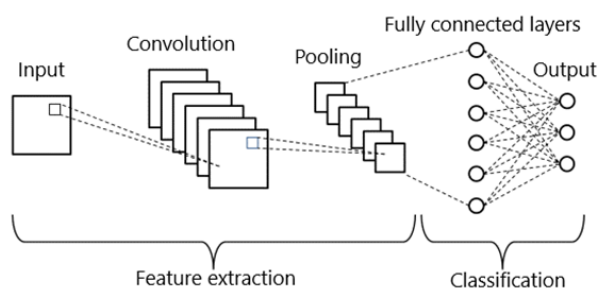 Fully connected layers
Convolution
Pooling
Input
Output
Feature extraction
Classification